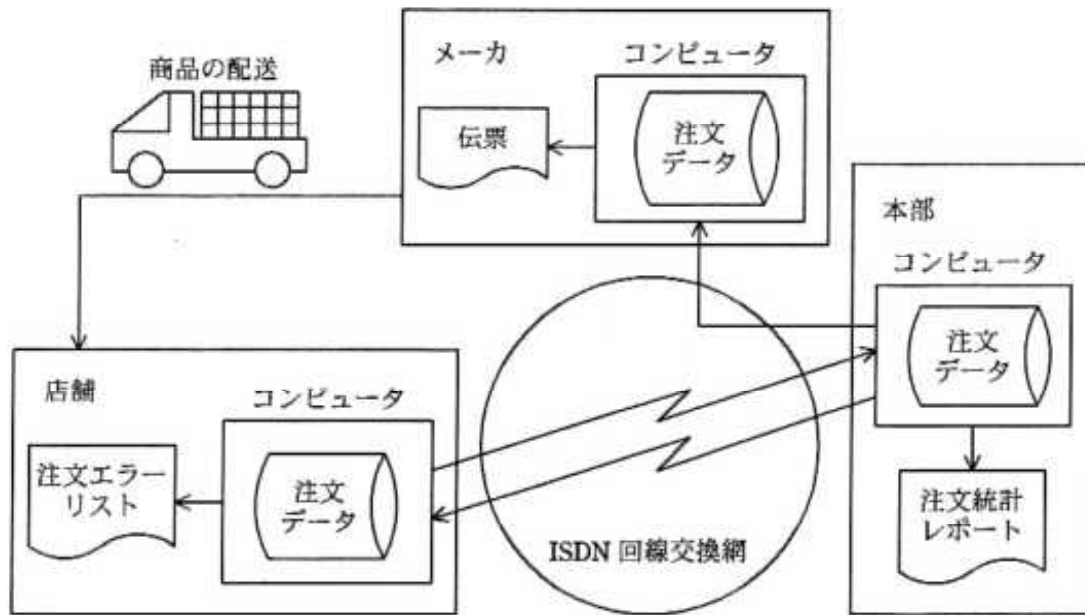 商品の配送
メーカ
コンピュータ
伝票
注文
データ
本部
コンピュータ
注文
データ
注文統計
レポート
店舗
コンピュータ
注文エラー
リスト
注文
データ
ISDN 回線交換網